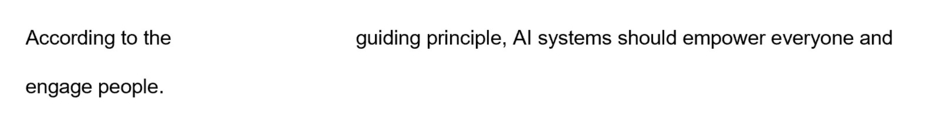 According to the guiding principle, AI systems should empower everyone and
engage people.